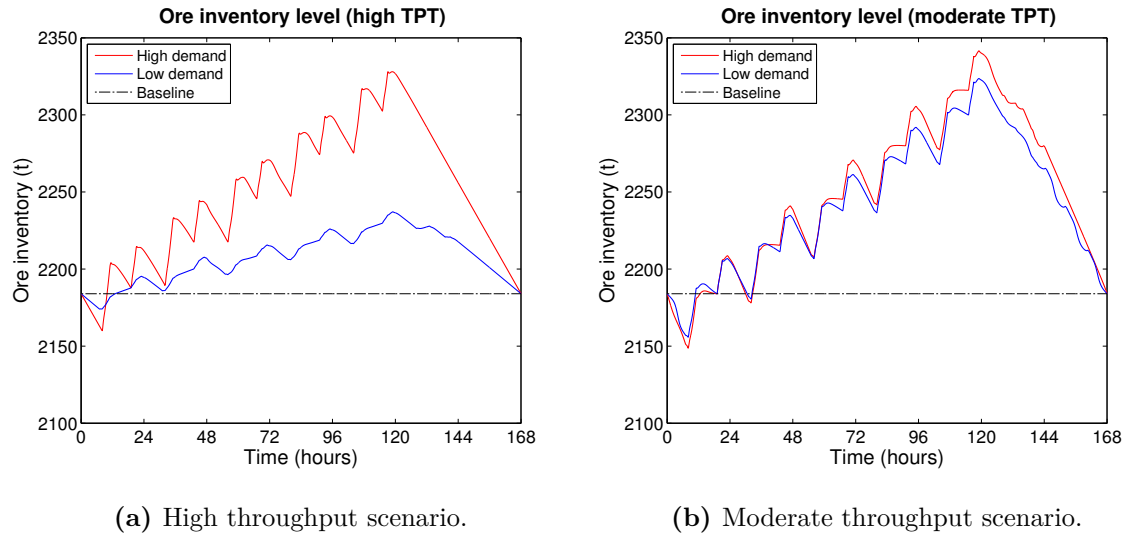 Ore inventory level (high TPT)
2350
2300
2250
2200
2150
2100
Ore inventory (t)
High demand
Low demand
Baseline
0 24 48 72 96 120 144 168
Time (hours)
(a) High throughput scenario.
Ore inventory level (moderate TPT)
2350
2300
2250
2200
2150
2100
Ore inventory (t)
High demand
Low demand
Baseline
0 24 48 72 96 120 144 168
Time (hours)
(b) Moderate throughput scenario.